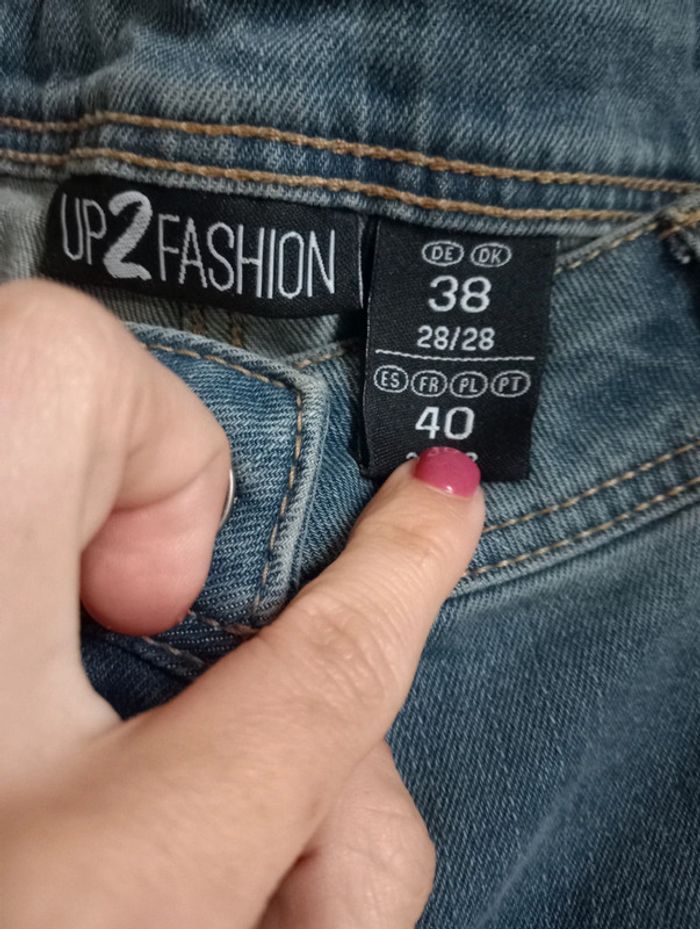 UP2FASHION
DE DK
38
28/28
ES FR PL PT
40